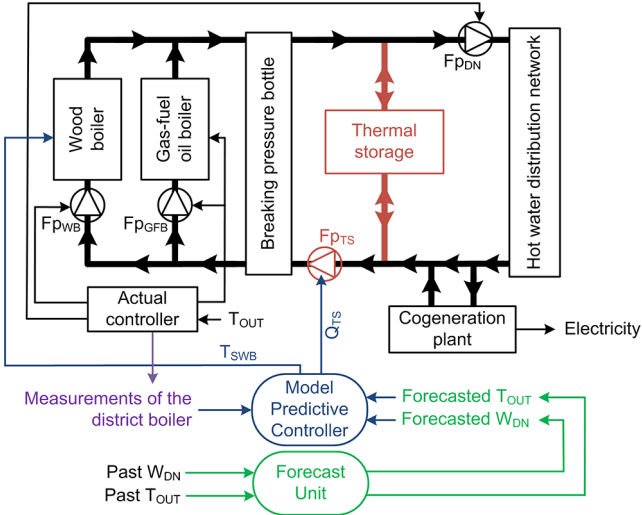 Fp_DN
Wood
boiler
Gas-fuel
oil boiler
Breaking pressure bottle
Thermal
storage
Hot water distribution network
Fp_WB
Fp_GFB
Fp_TS
Actual
controller
T_OUT
Q_TS
Cogeneration
plant
Electricity
T_SWB
Measurements of the
district boiler
Model
Predictive
Controller
Forecasted T_OUT
Forecasted W_DN
Past W_DN
Past T_OUT
Forecast
Unit